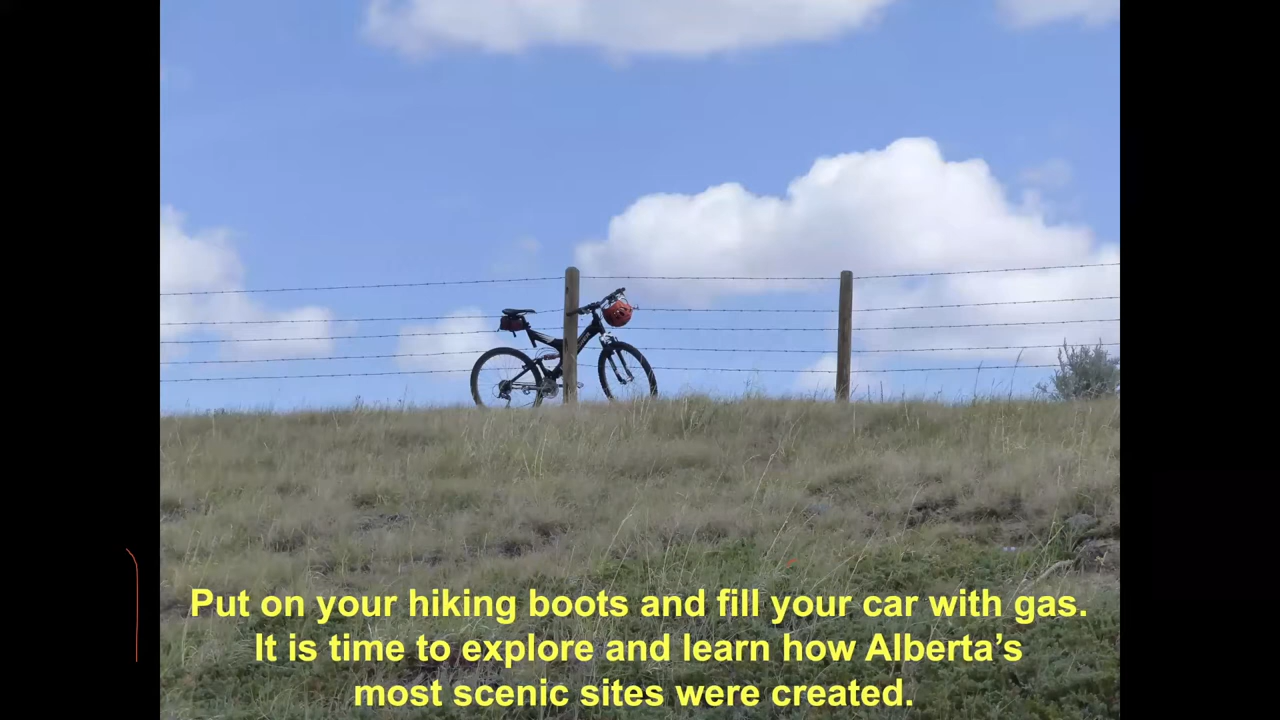 Put on your hiking boots and fill your car with gas.
It is time to explore and learn how Alberta’s
most scenic sites were created.